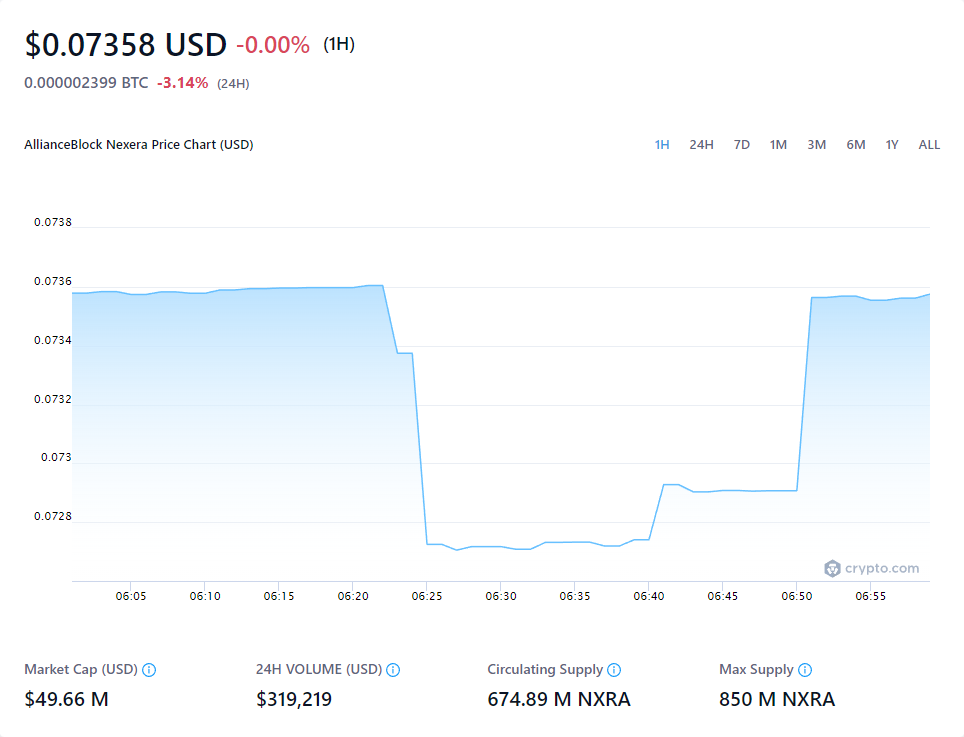 $0.07358 USD -0.00% (1H)
0.000002399 BTC -3.14% (24H)
AllianceBlock Nexera Price Chart (USD) 1H 24H 7D 1M 3M 6M 1Y ALL
0.0738
0.0736
0.0734
0.0732
0.073
0.0728
crypto.com
06:05 06:10 06:15 06:20 06:25 06:30 06:35 06:40 06:45 06:50 06:55
Market Cap (USD) 24H VOLUME (USD) Circulating Supply Max Supply
$49.66 M $319,219 674.89 M NXRA 850 M NXRA